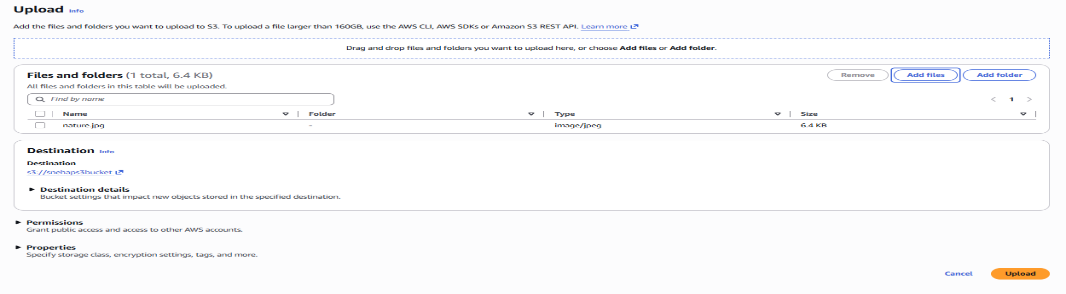 Upload Info
Add the files and folders you want to upload to S3. To upload a file larger than 160GB, use the AWS CLI, AWS SDKs or Amazon S3 REST API. Learn more
Drag and drop files and folders you want to upload here, or choose Add files or Add folder.
Files and folders (1 total, 6.4 KB)
Remove Add files Add folder
All files and folders in this table will be uploaded.
Find by name
< 1 >
Name Folder Type Size
nature.jpg - image/jpeg 6.4 KB
Destination Info
Destination
s3://snehaps3bucket
Destination details
Bucket settings that impact new objects stored in the specified destination.
Permissions
Grant public access and access to other AWS accounts.
Properties
Specify storage class, encryption settings, tags, and more.
Cancel Upload